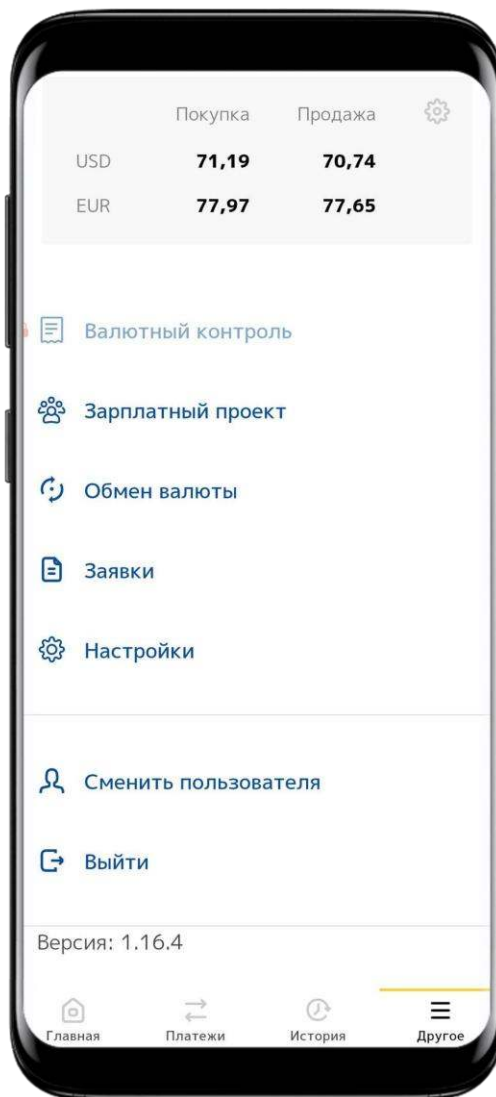 Покупка Продажа
USD 71,19 70,74
EUR 77,97 77,65
Валютный контроль
Зарплатный проект
Обмен валюты
Заявки
Настройки
Сменить пользователя
Выйти
Версия: 1.16.4
Главная Платежи История Другое